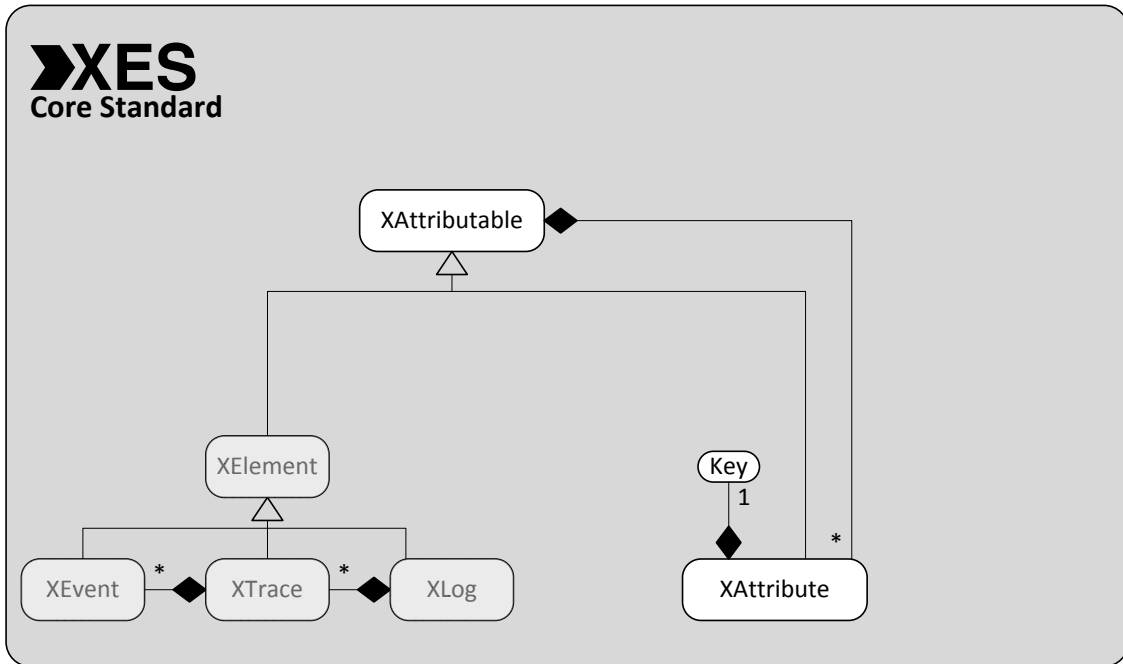 XES
Core Standard
XAttributable
XElement
Key
1
*
XEvent
*
XTrace
*
XLog
XAttribute